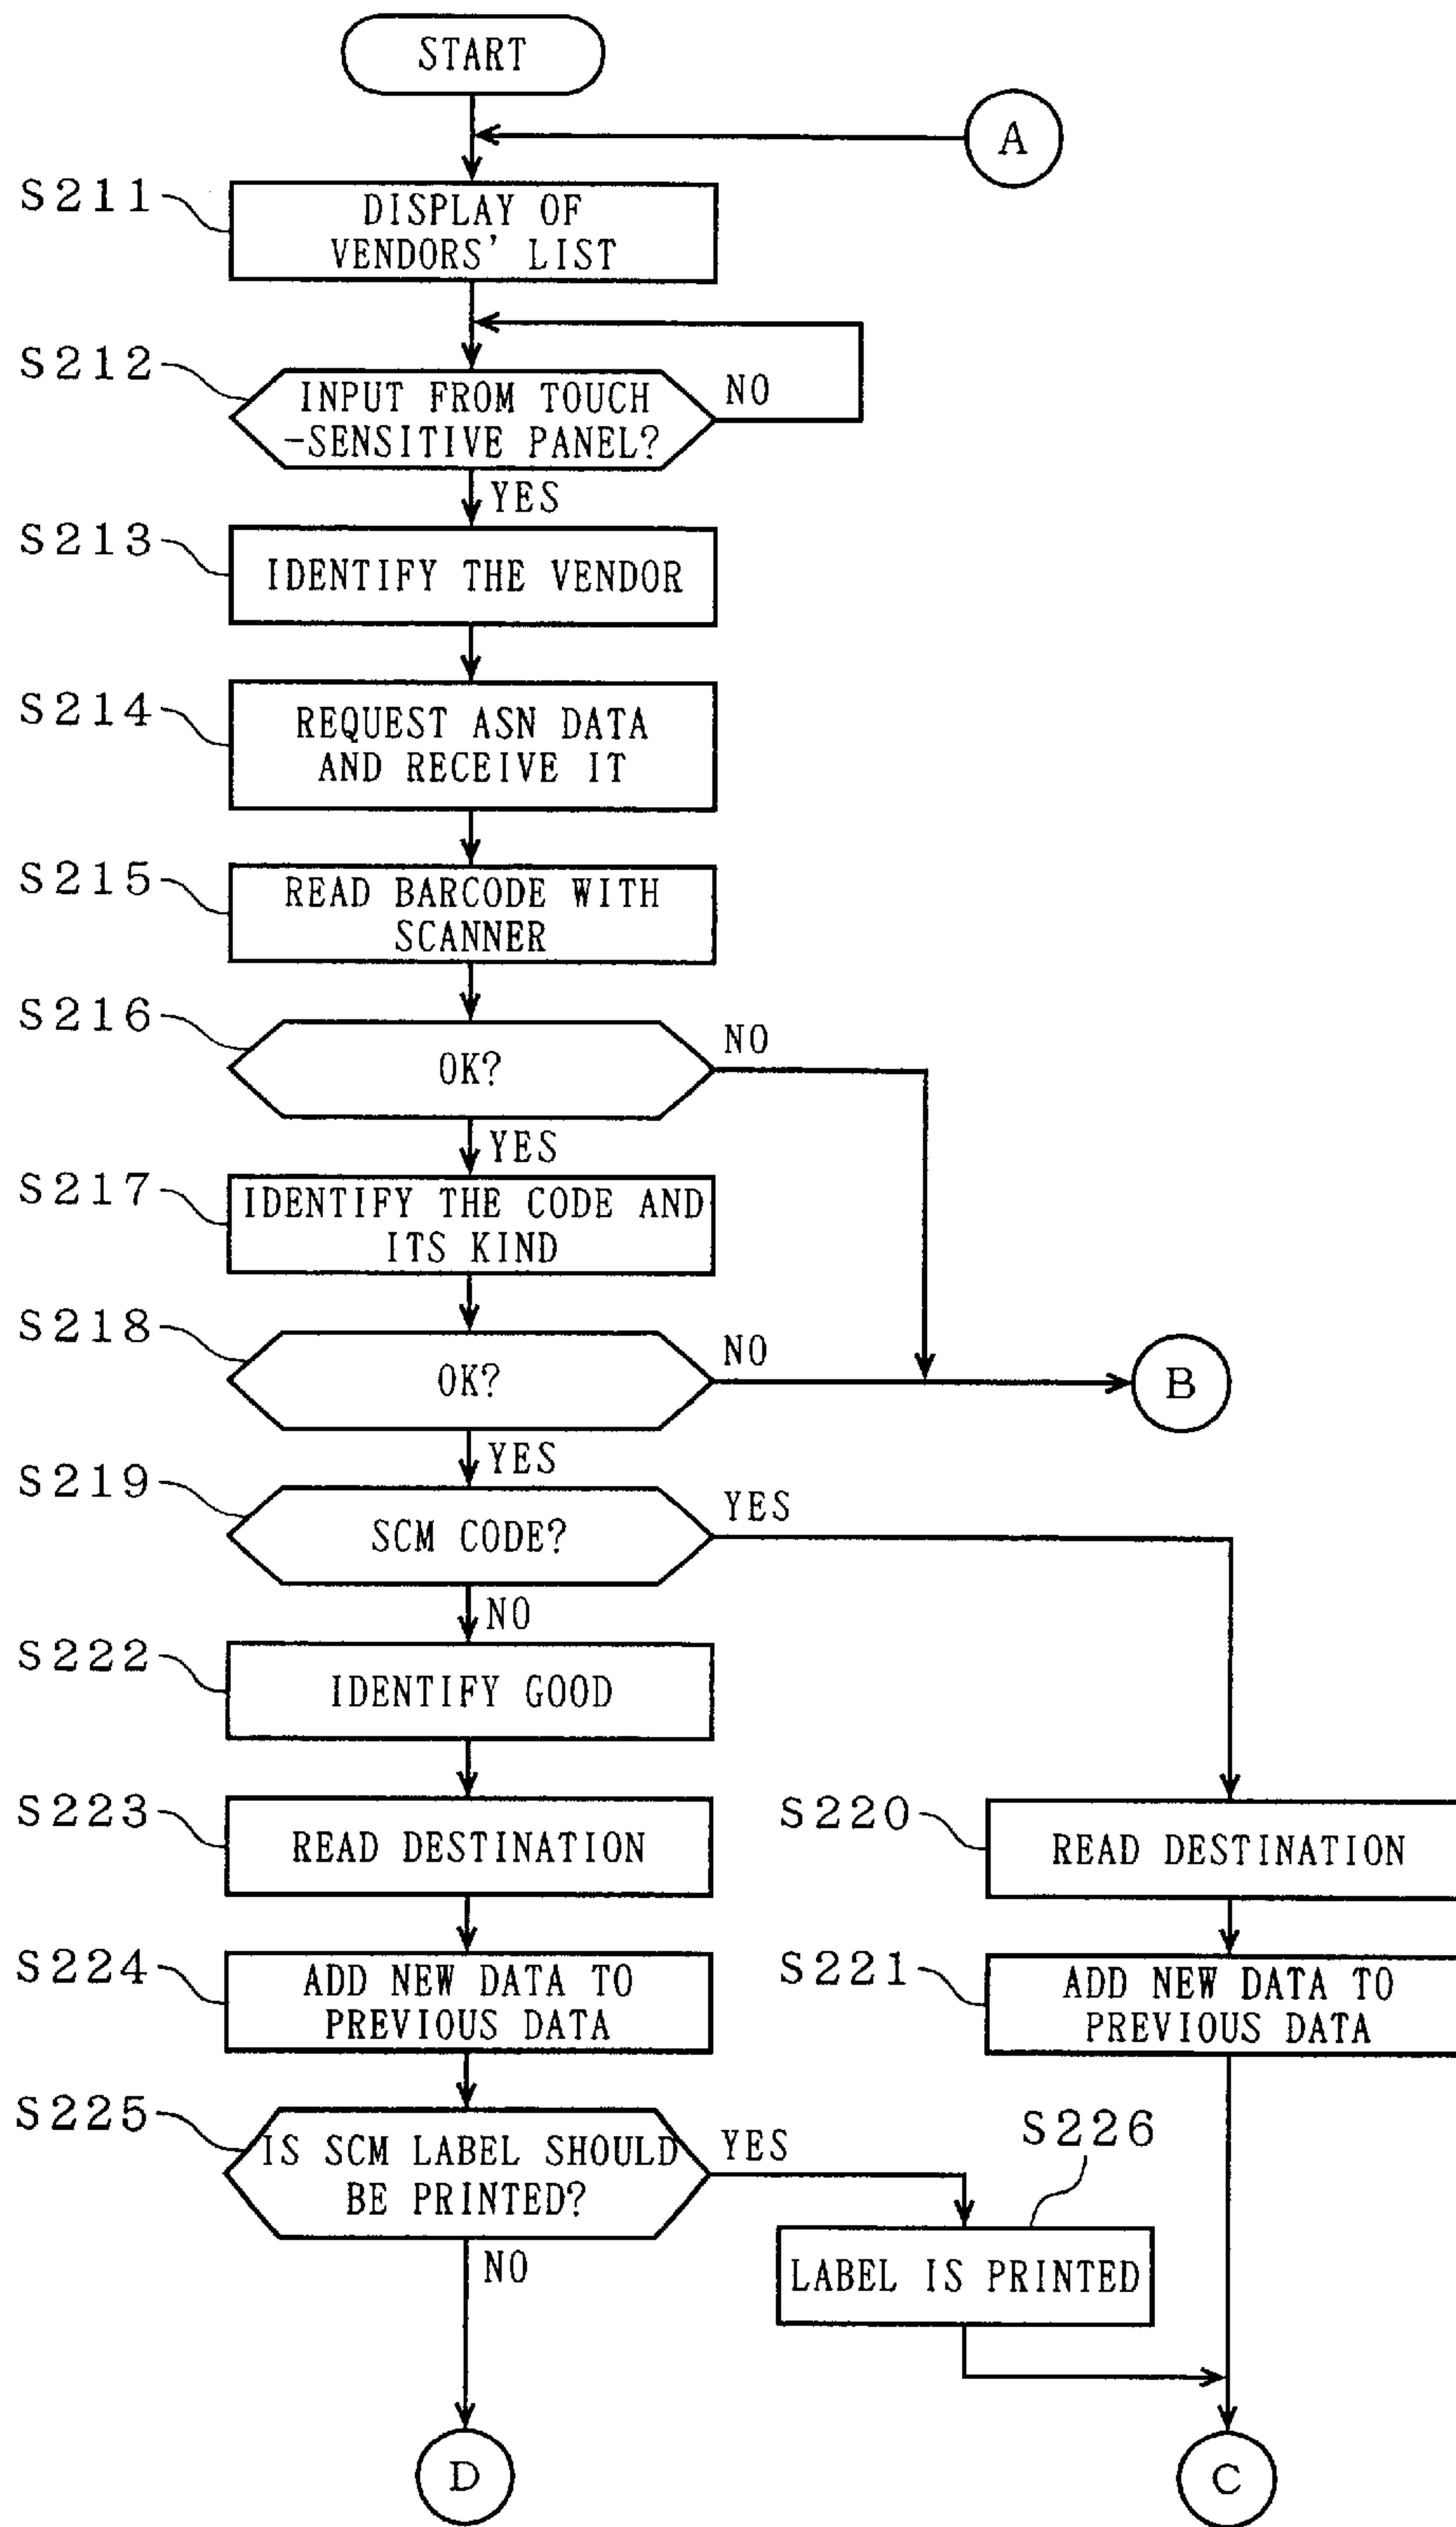 START
A
S211
DISPLAY OF
VENDORS' LIST
S212
INPUT FROM TOUCH
-SENSITIVE PANEL?
NO
YES
S213
IDENTIFY THE VENDOR
S214
REQUEST ASN DATA
AND RECEIVE IT
S215
READ BARCODE WITH
SCANNER
S216
OK?
NO
YES
S217
IDENTIFY THE CODE AND
ITS KIND
S218
OK?
NO
B
YES
S219
SCM CODE?
YES
NO
S222
IDENTIFY GOOD
S223
READ DESTINATION
S220
READ DESTINATION
S224
ADD NEW DATA TO
PREVIOUS DATA
S221
ADD NEW DATA TO
PREVIOUS DATA
S225
IS SCM LABEL SHOULD
BE PRINTED?
YES
S226
NO
LABEL IS PRINTED
D
C